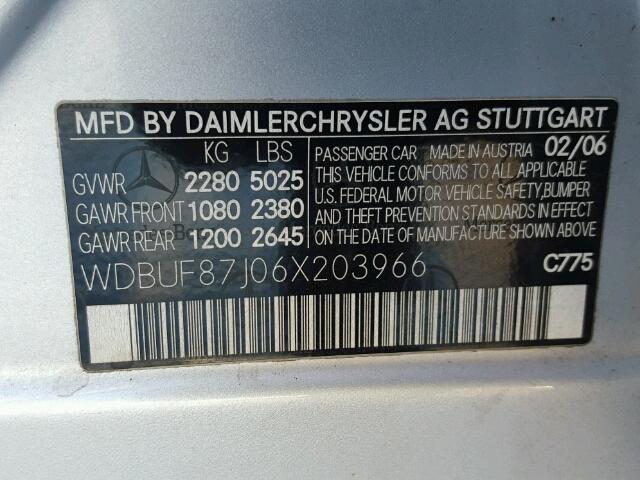 MFD BY DAIMLERCHRYSLER AG STUTTGART
KG LBS
GVWR 2280 5025
GAWR FRONT 1080 2380
GAWR REAR 1200 2645
PASSENGER CAR MADE IN AUSTRIA 02/06
THIS VEHICLE CONFORMS TO ALL APPLICABLE
U.S. FEDERAL MOTOR VEHICLE SAFETY,BUMPER
AND THEFT PREVENTION STANDARDS IN EFFECT
ON THE DATE OF MANUFACTURE SHOWN ABOVE
WDBUF87J06X203966 C775